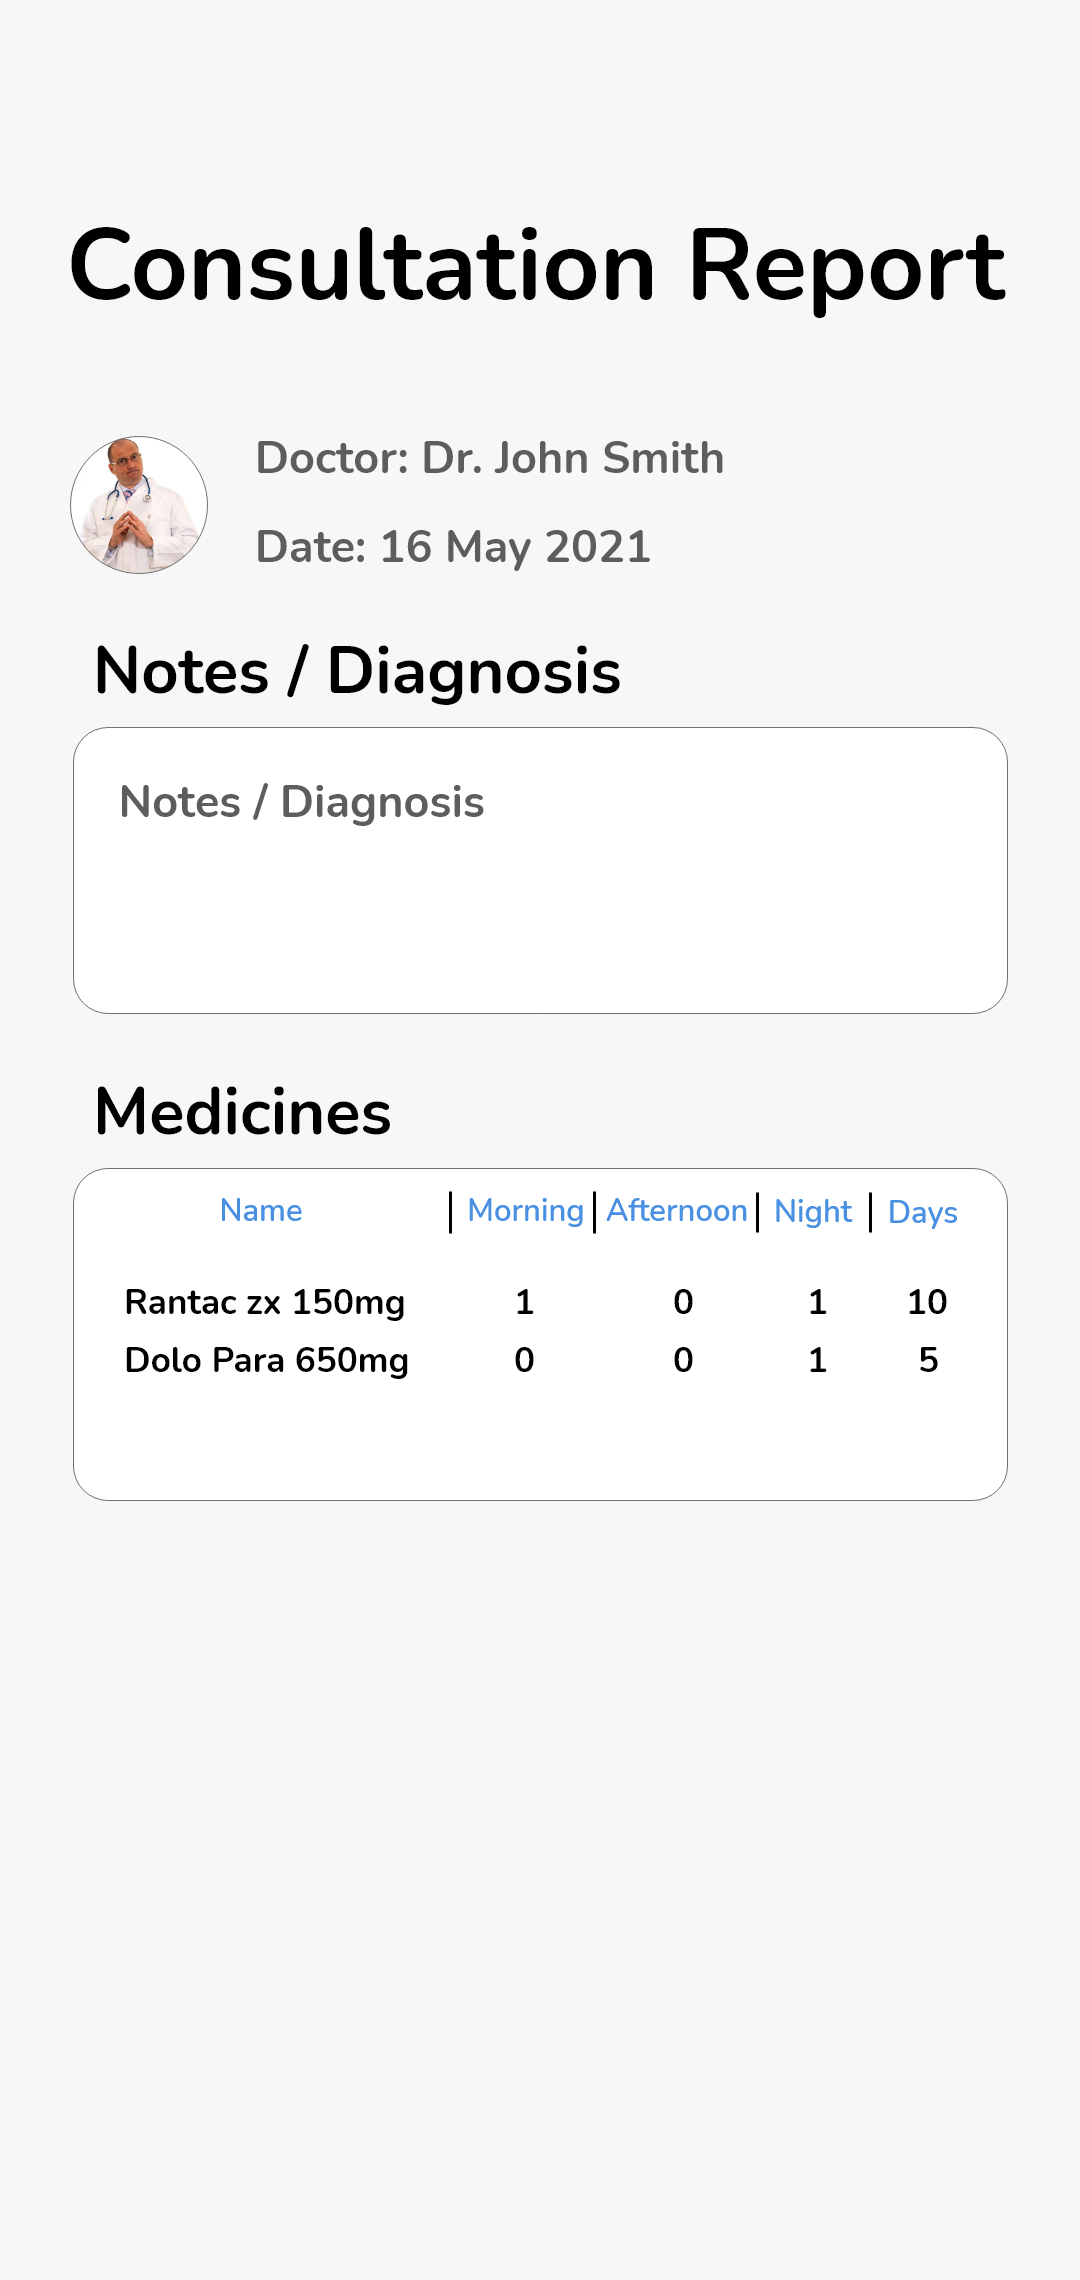 Consultation Report
Doctor: Dr. John Smith
Date: 16 May 2021
Notes / Diagnosis
Notes / Diagnosis
Medicines
Name | Morning | Afternoon | Night | Days
Rantac zx 150mg 1 0 1 10
Dolo Para 650mg 0 0 1 5